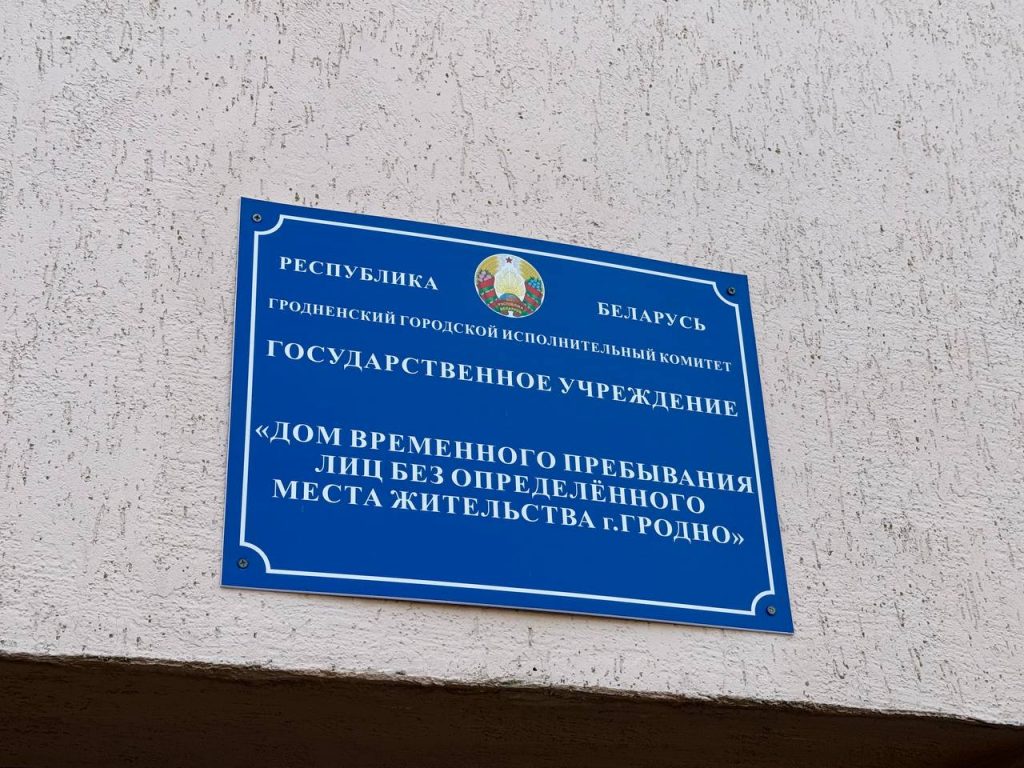 РЕСПУБЛИКА БЕЛАРУСЬ
ГРОДНЕНСКИЙ ГОРОДСКОЙ ИСПОЛНИТЕЛЬНЫЙ КОМИТЕТ
ГОСУДАРСТВЕННОЕ УЧРЕЖДЕНИЕ
«ДОМ ВРЕМЕННОГО ПРЕБЫВАНИЯ
ЛИЦ БЕЗ ОПРЕДЕЛЁННОГО
МЕСТА ЖИТЕЛЬСТВА г.ГРОДНО»